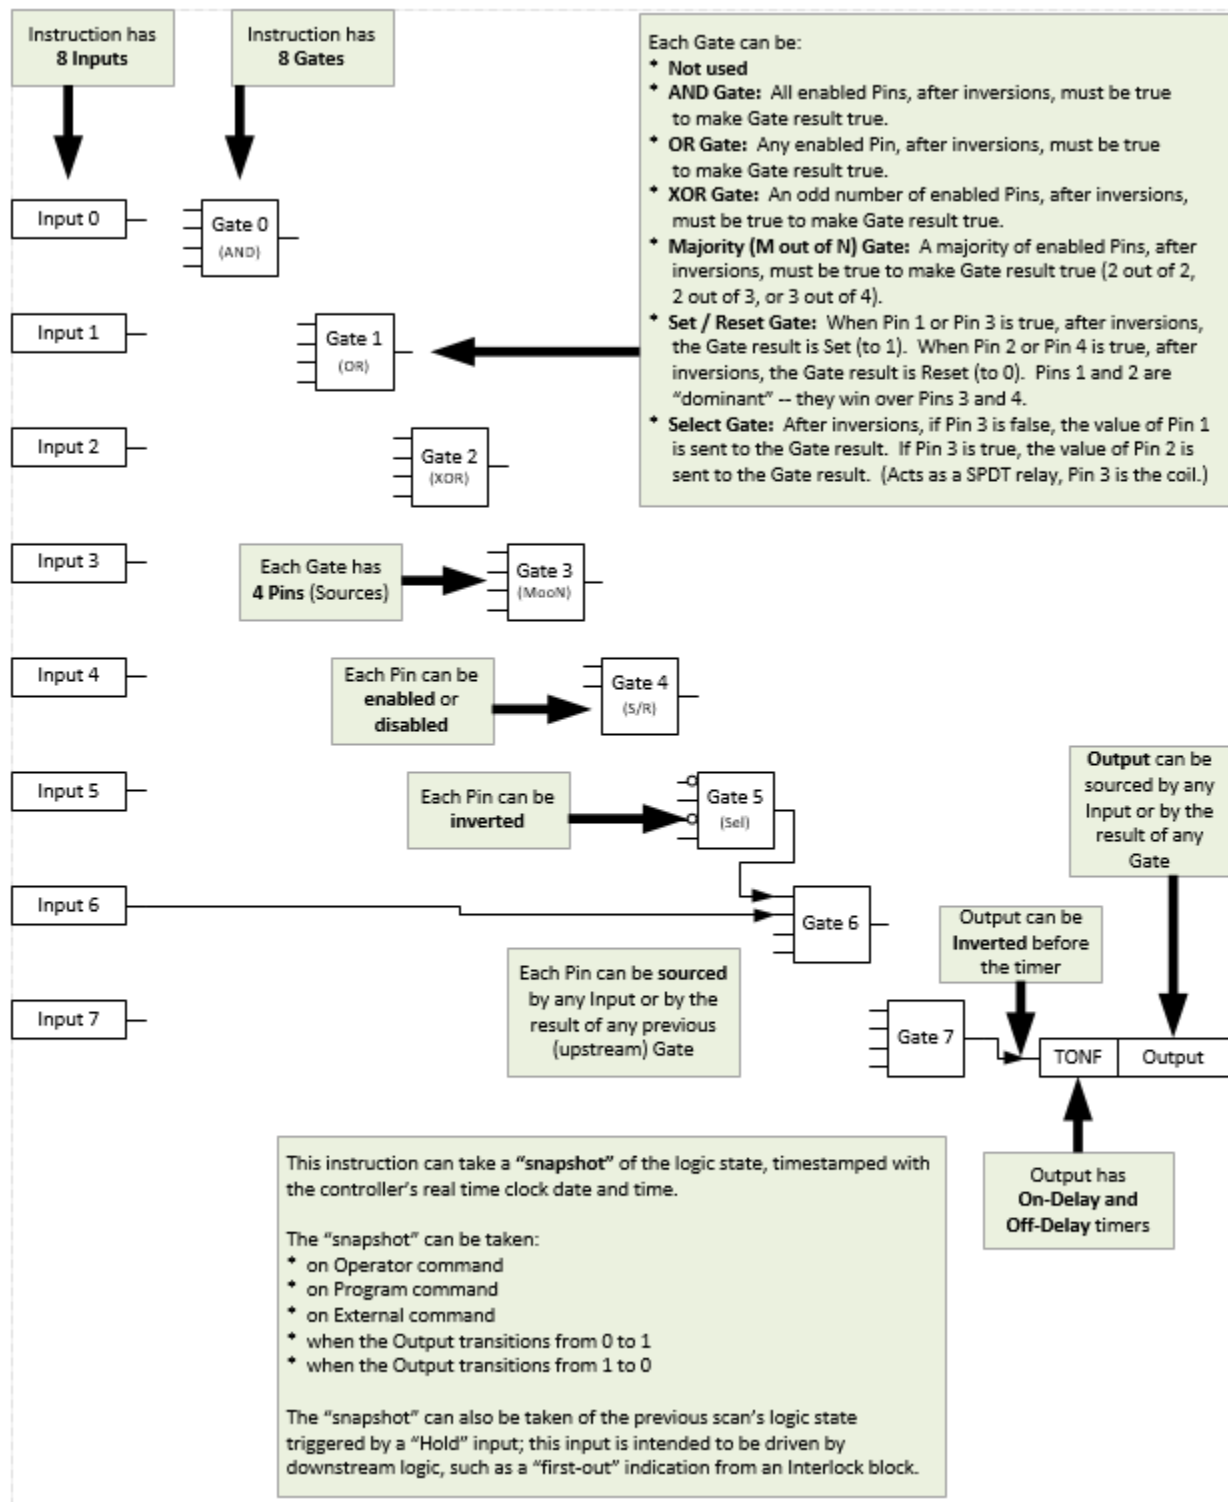 Instruction has
8 Inputs
Instruction has
8 Gates
Each Gate can be:
* Not used
* AND Gate: All enabled Pins, after inversions, must be true
to make Gate result true.
* OR Gate: Any enabled Pin, after inversions, must be true
to make Gate result true.
* XOR Gate: An odd number of enabled Pins, after inversions,
must be true to make Gate result true.
* Majority (M out of N) Gate: A majority of enabled Pins, after
inversions, must be true to make Gate result true (2 out of 2,
2 out of 3, or 3 out of 4).
* Set / Reset Gate: When Pin 1 or Pin 3 is true, after inversions,
the Gate result is Set (to 1). When Pin 2 or Pin 4 is true, after
inversions, the Gate result is Reset (to 0). Pins 1 and 2 are
“dominant” -- they win over Pins 3 and 4.
* Select Gate: After inversions, if Pin 3 is false, the value of Pin 1
is sent to the Gate result. If Pin 3 is true, the value of Pin 2 is
sent to the Gate result. (Acts as a SPDT relay, Pin 3 is the coil.)
Input 0
Gate 0
(AND)
Input 1
Gate 1
(OR)
Input 2
Gate 2
(XOR)
Input 3
Each Gate has
4 Pins (Sources)
Gate 3
(MooN)
Input 4
Each Pin can be
enabled or
disabled
Gate 4
(S/R)
Input 5
Each Pin can be
inverted
Gate 5
(Sel)
Output can be
sourced by any
Input or by the
result of any
Gate
Input 6
Gate 6
Output can be
Inverted before
the timer
Each Pin can be sourced
by any Input or by the
result of any previous
(upstream) Gate
Input 7
Gate 7
TONF
Output
Output has
On-Delay and
Off-Delay timers
This instruction can take a “snapshot” of the logic state, timestamped with
the controller’s real time clock date and time.
The “snapshot” can be taken:
* on Operator command
* on Program command
* on External command
* when the Output transitions from 0 to 1
* when the Output transitions from 1 to 0
The “snapshot” can also be taken of the previous scan’s logic state
triggered by a “Hold” input; this input is intended to be driven by
downstream logic, such as a “first-out” indication from an Interlock block.